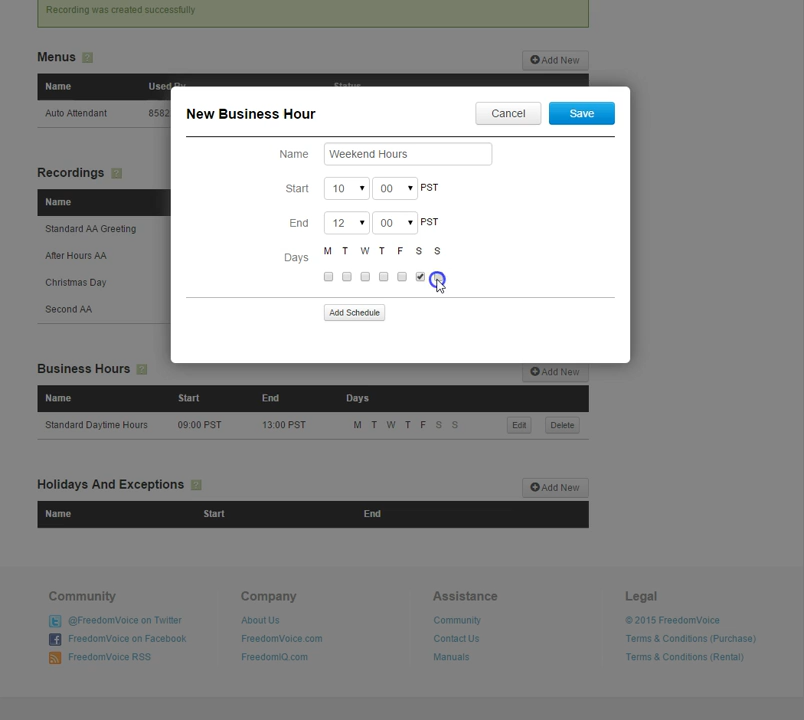 Recording was created successfully
Menus ?
Add New
Name Used By Status
Auto Attendant 8582
New Business Hour Cancel Save
Name Weekend Hours
Start 10 00 PST
End 12 00 PST
Days M T W T F S S
Add Schedule
Recordings ?
Name
Standard AA Greeting
After Hours AA
Christmas Day
Second AA
Business Hours ?
Add New
Name Start End Days
Standard Daytime Hours 09:00 PST 13:00 PST M T W T F S S Edit Delete
Holidays And Exceptions ?
Add New
Name Start End
Community Company Assistance Legal
@FreedomVoice on Twitter About Us Community © 2015 FreedomVoice
FreedomVoice on Facebook FreedomVoice.com Contact Us Terms & Conditions (Purchase)
FreedomVoice RSS FreedomIQ.com Manuals Terms & Conditions (Rental)